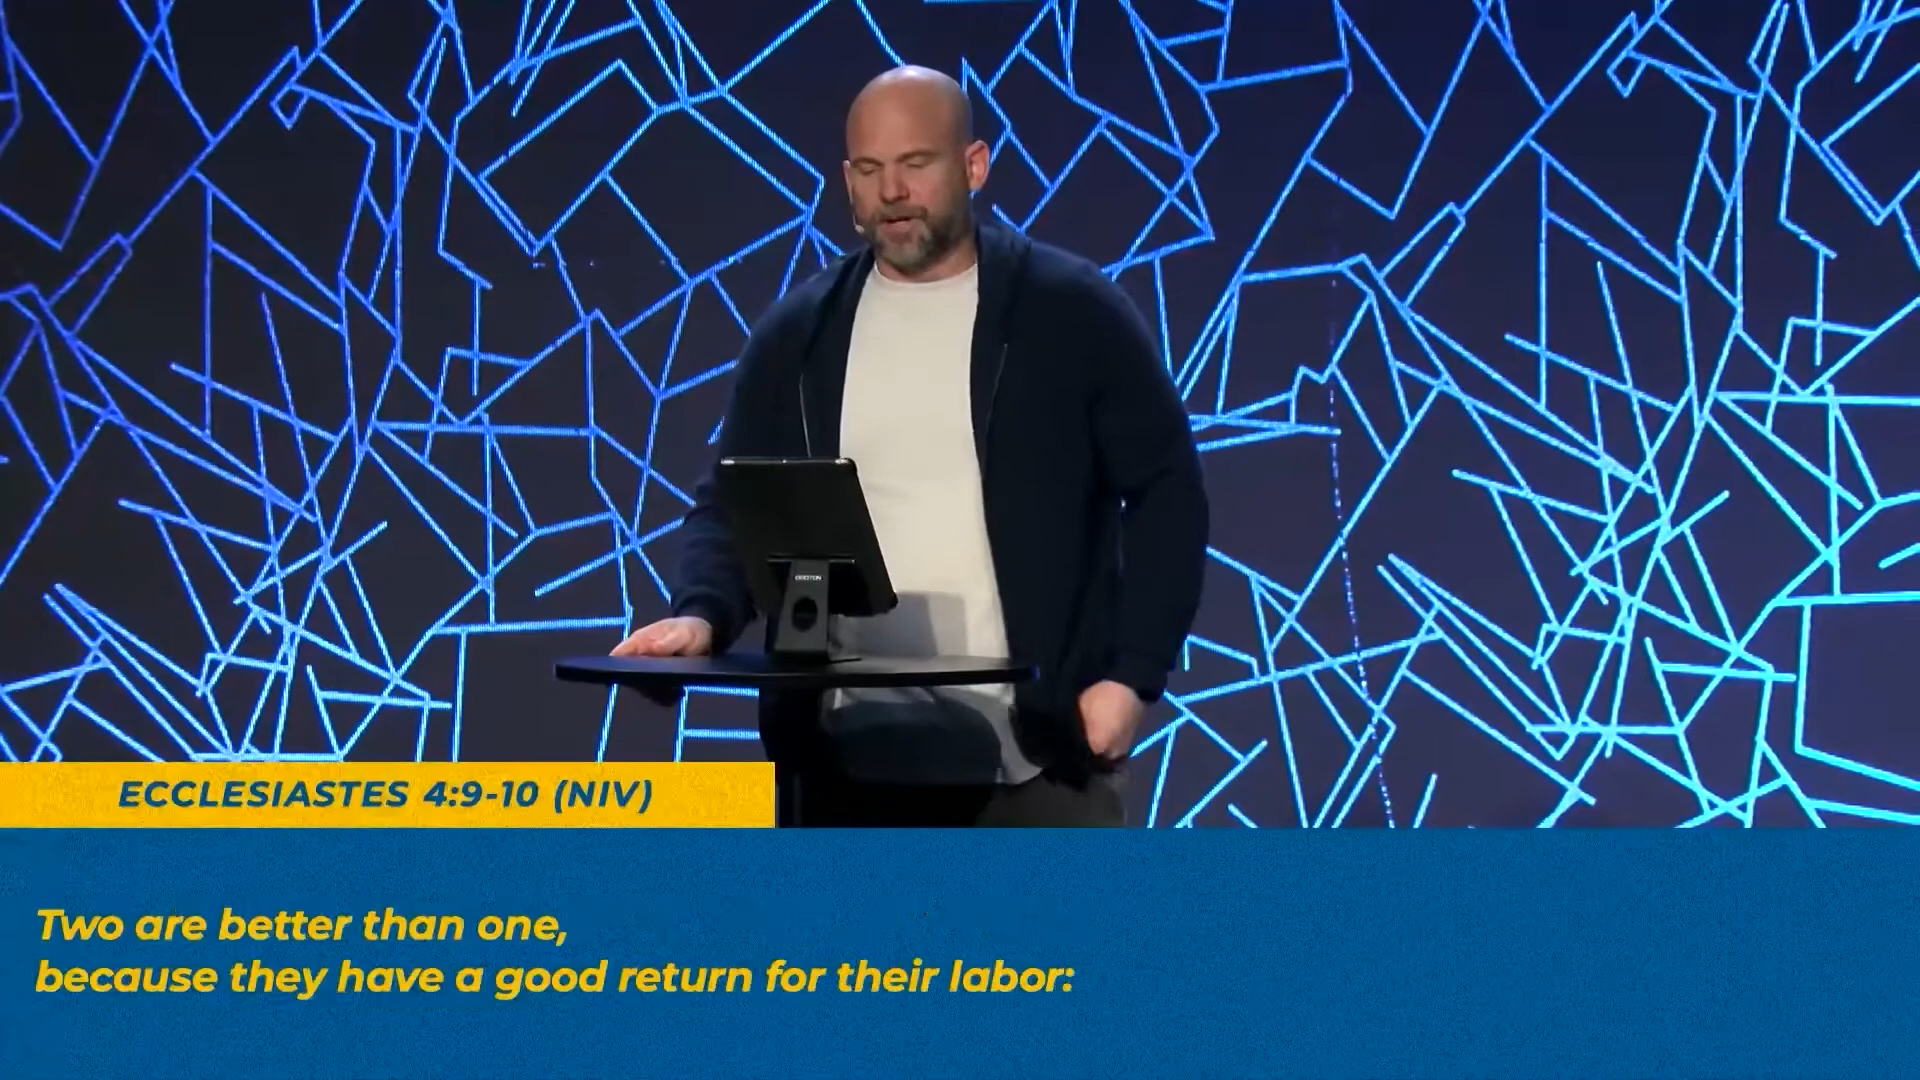 ECCLESIASTES 4:9-10 (NIV)
Two are better than one,
because they have a good return for their labor: